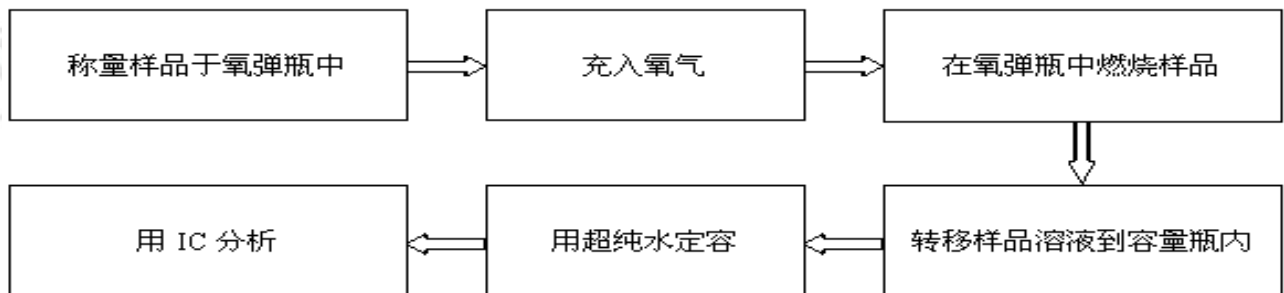 称量样品于氧弹瓶中
充入氧气
在氧弹瓶中燃烧样品
转移样品溶液到容量瓶内
用超纯水定容
用 IC 分析